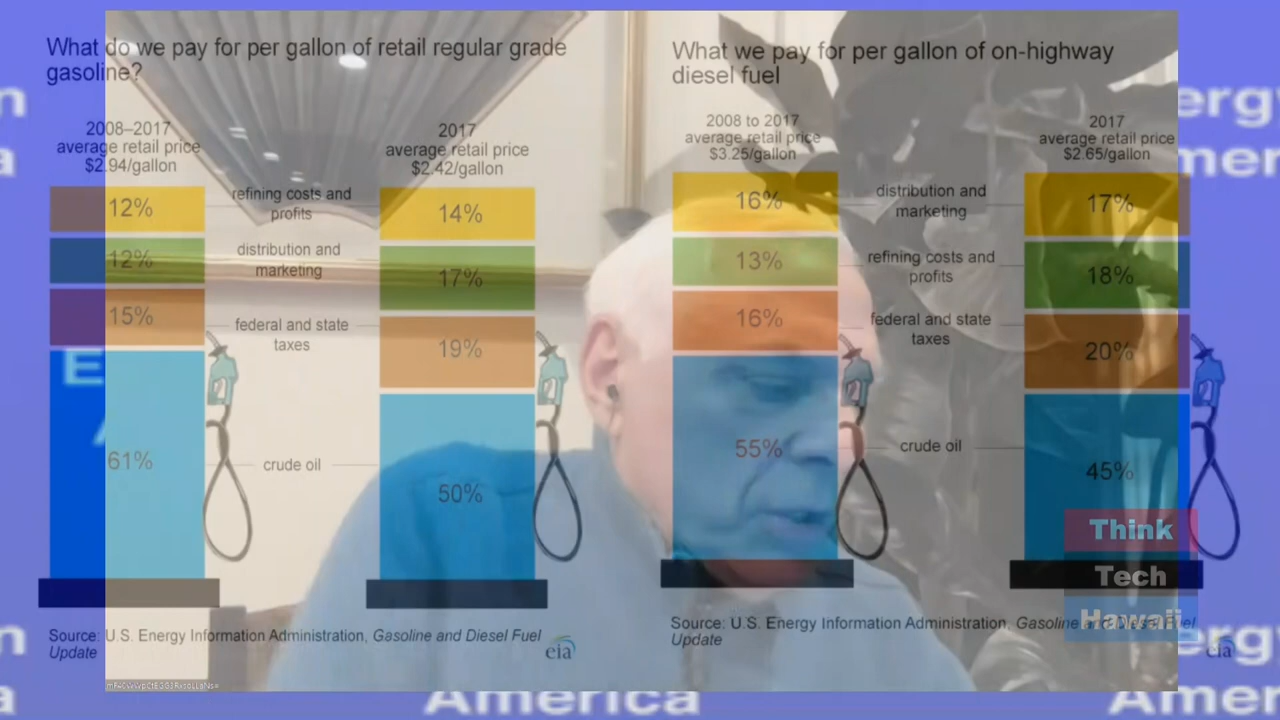 What do we pay for per gallon of retail regular grade
gasoline?
2008–2017
average retail price
$2.94/gallon
2017
average retail price
$2.42/gallon
12%
refining costs and
profits
14%
12%
distribution and
marketing
17%
15%
federal and state
taxes
19%
61%
crude oil
50%
Source: U.S. Energy Information Administration, Gasoline and Diesel Fuel
Update
eia
What we pay for per gallon of on-highway
diesel fuel
2008 to 2017
average retail price
$3.25/gallon
2017
average retail price
$2.65/gallon
16%
distribution and
marketing
17%
13%
refining costs and
profits
18%
16%
federal and state
taxes
20%
55%
crude oil
45%
Source: U.S. Energy Information Administration, Gasoline and Diesel Fuel
Update
eia
Think
Tech
Hawaii
America